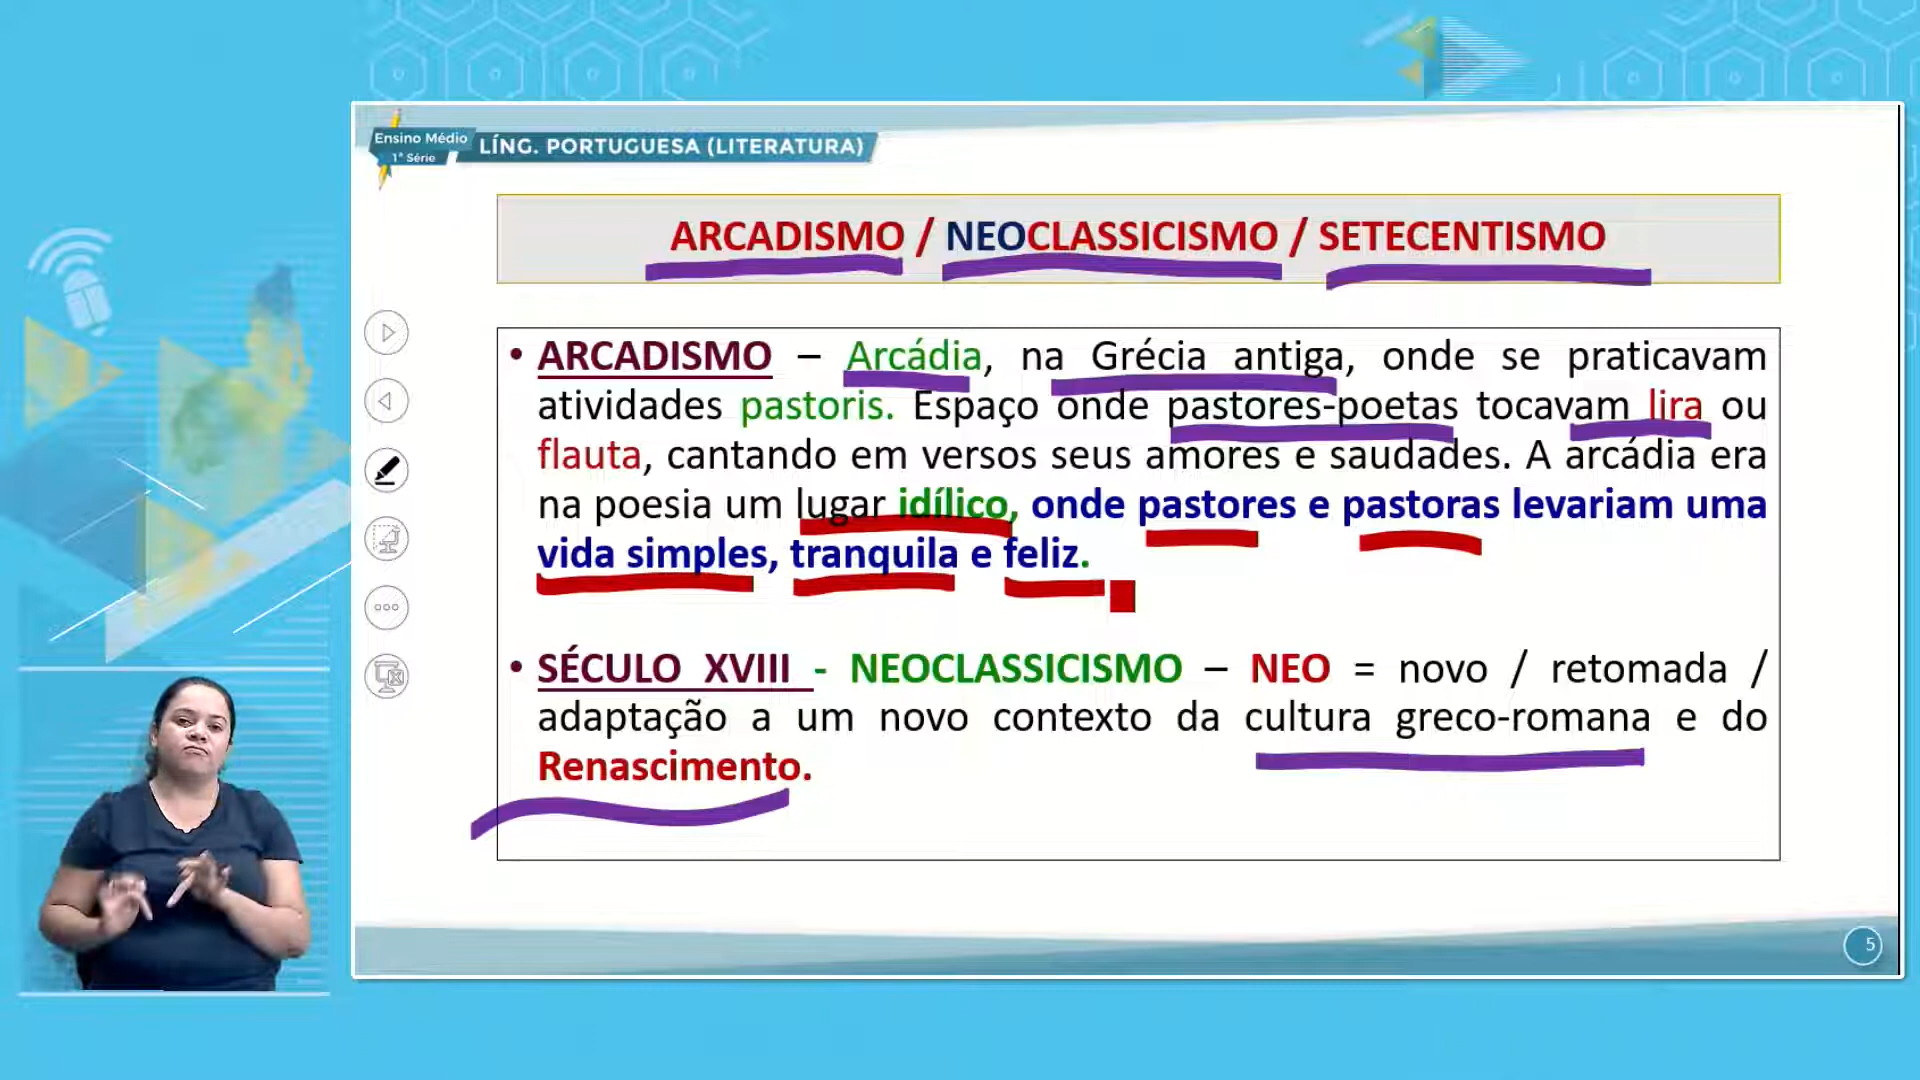 Ensino Médio
1ª Série
LÍNG. PORTUGUESA (LITERATURA)
ARCADISMO / NEOCLASSICISMO / SETECENTISMO
• ARCADISMO – Arcádia, na Grécia antiga, onde se praticavam
atividades pastoris. Espaço onde pastores-poetas tocavam lira ou
flauta, cantando em versos seus amores e saudades. A arcádia era
na poesia um lugar idílico, onde pastores e pastoras levariam uma
vida simples, tranquila e feliz.
• SÉCULO XVIII - NEOCLASSICISMO – NEO = novo / retomada /
adaptação a um novo contexto da cultura greco-romana e do
Renascimento.
5